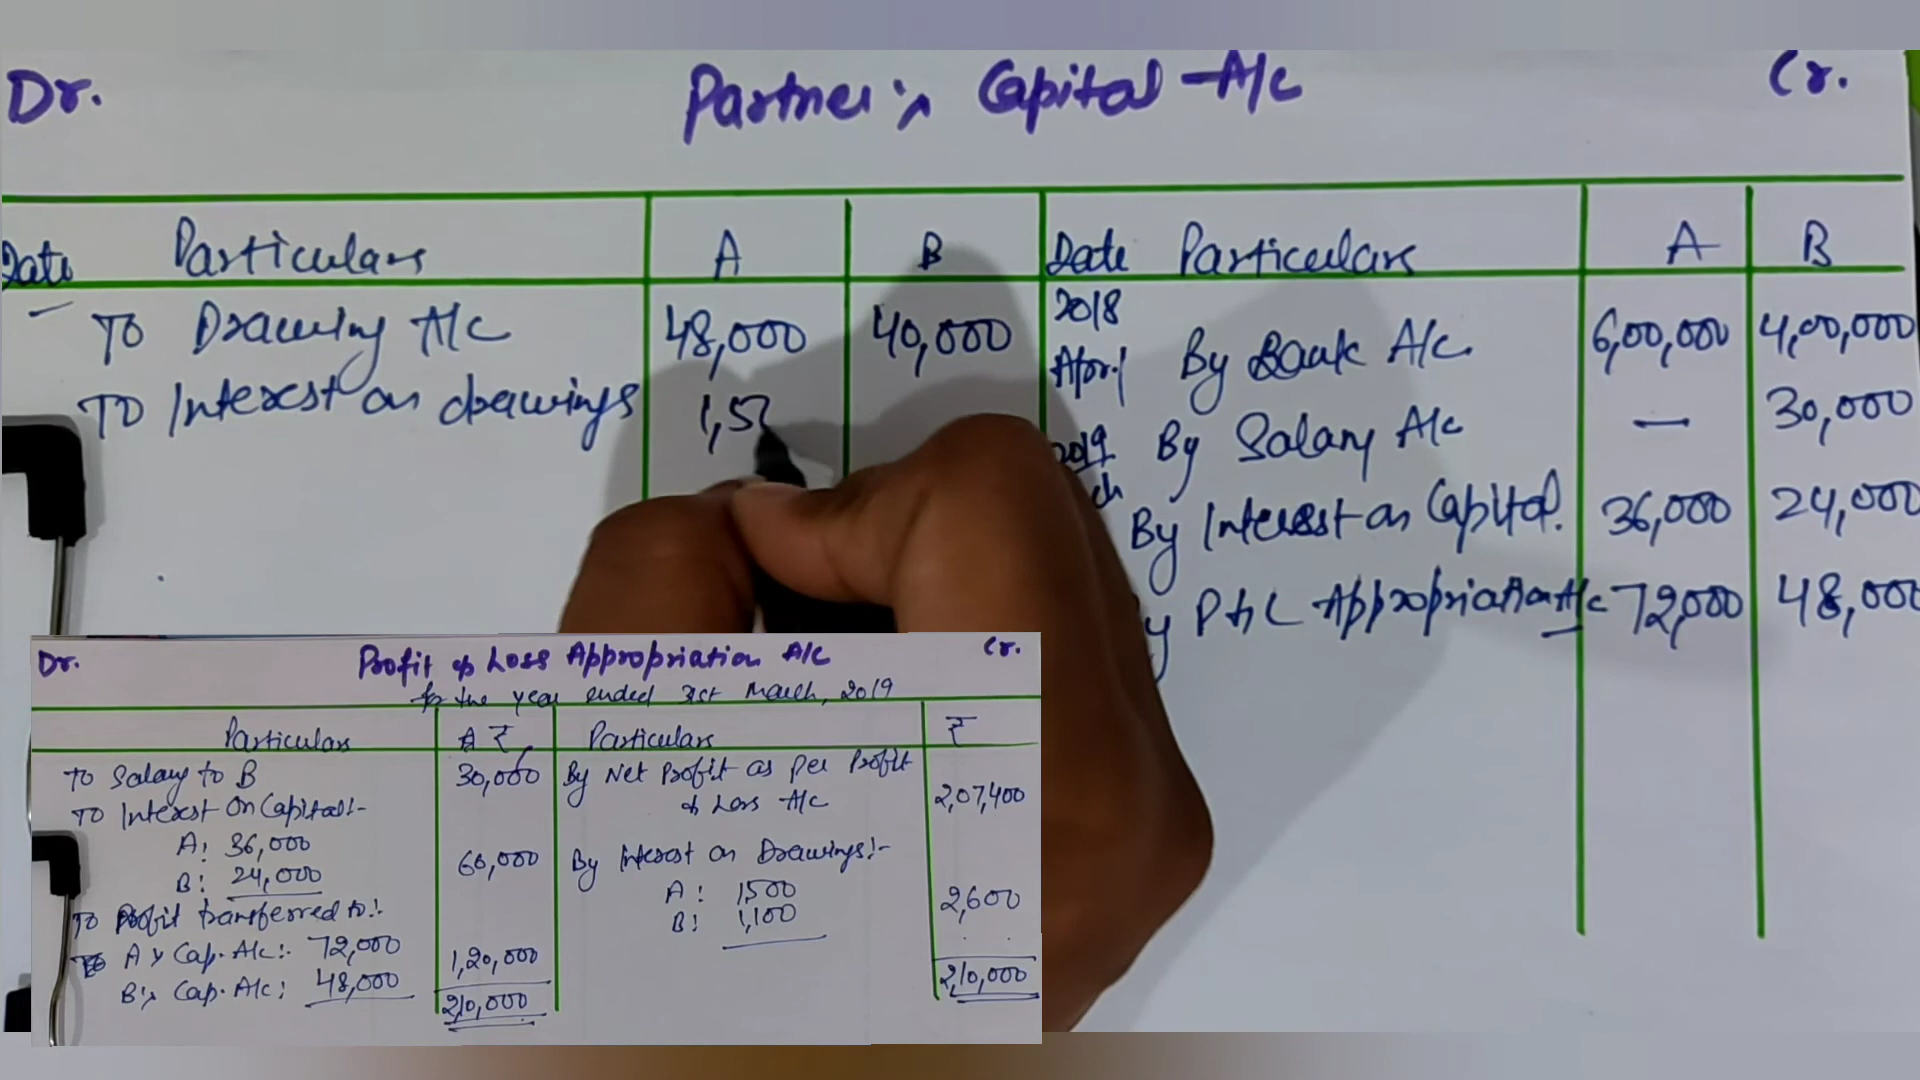 Dr. Partner's Capital A/c Cr.
Date Particulars A B Date Particulars A B
To Drawing A/c 48,000 40,000 2018 April By Bank A/c 6,00,000 4,00,000
To Interest on drawings 1,5 2019 By Salary A/c — 30,000
ch By Interest on Capital. 36,000 24,000
y P & L Appropriation A/c 72,000 48,000
Dr. Profit & Loss Appropriation A/c Cr.
for the year ended 31st March, 2019
Particulars ₹ Particulars ₹
To Salary to B 30,000 By Net Profit as per Profit
& Loss A/c 2,07,400
To Interest on Capital:-
A: 36,000
B: 24,000 60,000 By Interest on Drawings:-
A: 1500
B: 1,100 2,600
To Profit transferred to:-
A's Cap. A/c:- 72,000
B's Cap. A/c: 48,000 1,20,000
2,10,000 2,10,000